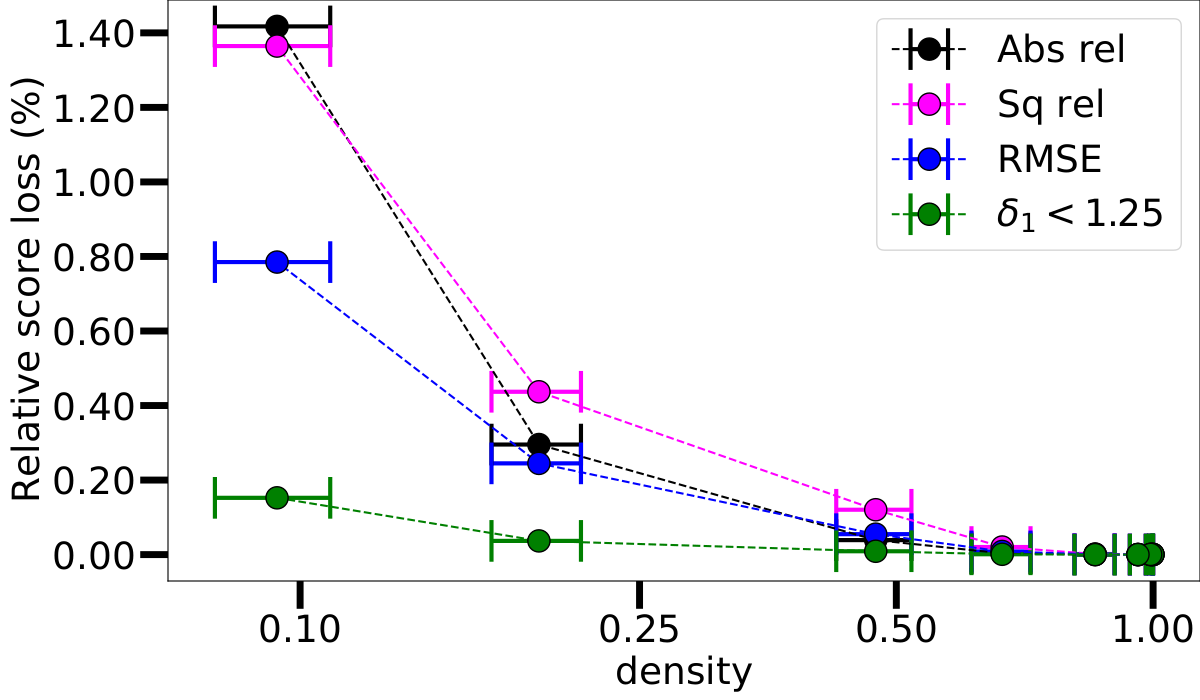 Relative score loss (%)
1.40
1.20
1.00
0.80
0.60
0.40
0.20
0.00
0.10
0.25
0.50
1.00
density
Abs rel
Sq rel
RMSE
δ₁ < 1.25